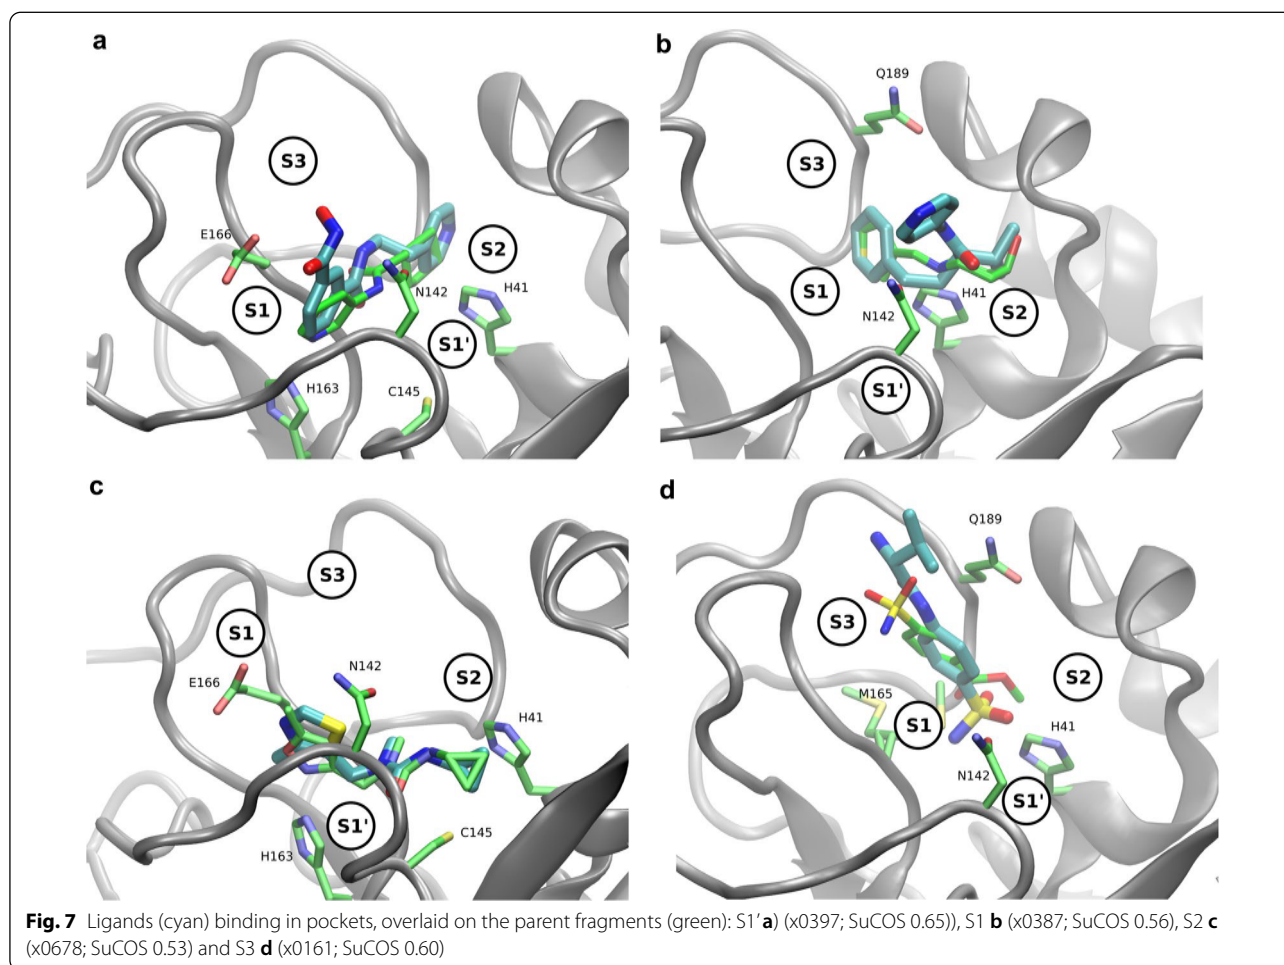 a
S3
E166
S2
S1
N142
H41
S1'
H163
C145
b
Q189
S3
S1
H41
N142
S2
S1'
c
S3
S1
N142
S2
E166
H41
S1'
C145
H163
d
Q189
S3
M165
S2
S1
H41
N142
S1'
Fig. 7 Ligands (cyan) binding in pockets, overlaid on the parent fragments (green): S1′a) (x0397; SuCOS 0.65)), S1 b (x0387; SuCOS 0.56), S2 c
(x0678; SuCOS 0.53) and S3 d (x0161; SuCOS 0.60)